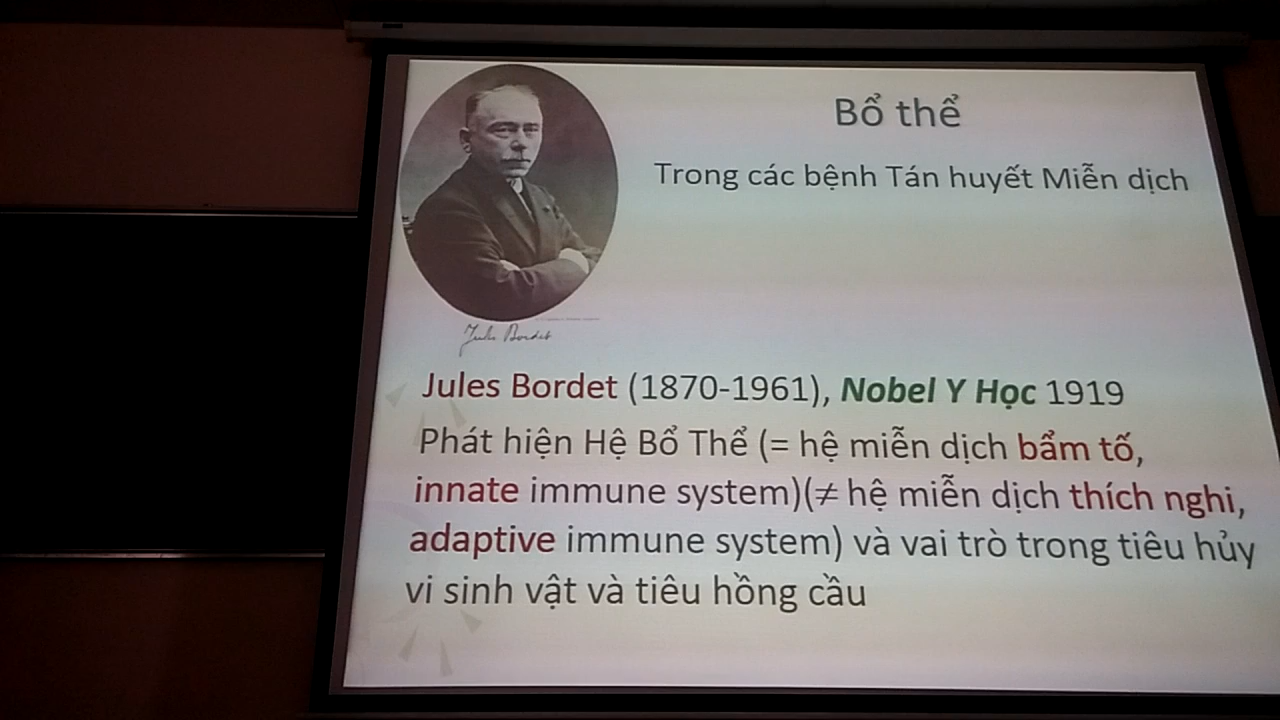 Bổ thể
Trong các bệnh Tán huyết Miễn dịch
Jules Bordet
Jules Bordet (1870-1961), Nobel Y Học 1919
Phát hiện Hệ Bổ Thể (= hệ miễn dịch bẩm tố,
innate immune system)(≠ hệ miễn dịch thích nghi,
adaptive immune system) và vai trò trong tiêu hủy
vi sinh vật và tiêu hồng cầu